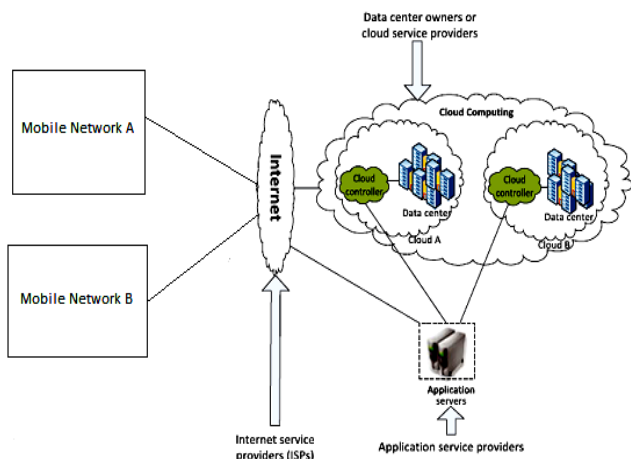 Data center owners or
cloud service providers
Mobile Network A
Mobile Network B
Internet
Cloud Computing
Cloud
controller
Data center
Cloud A
Cloud
controller
Data center
Cloud B
Application
servers
Internet service
providers (ISPs)
Application service providers